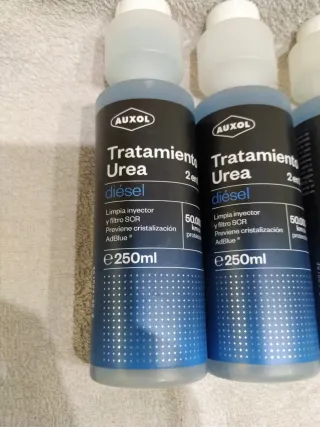 AUXOL
Tratamiento
Urea
diésel
Limpia inyector
y filtro SCR
Previene cristalización
AdBlue®
℮250ml
AUXOL
Tratamiento
Urea
diésel
Limpia inyector
y filtro SCR
Previene cristalización
AdBlue®
℮250ml